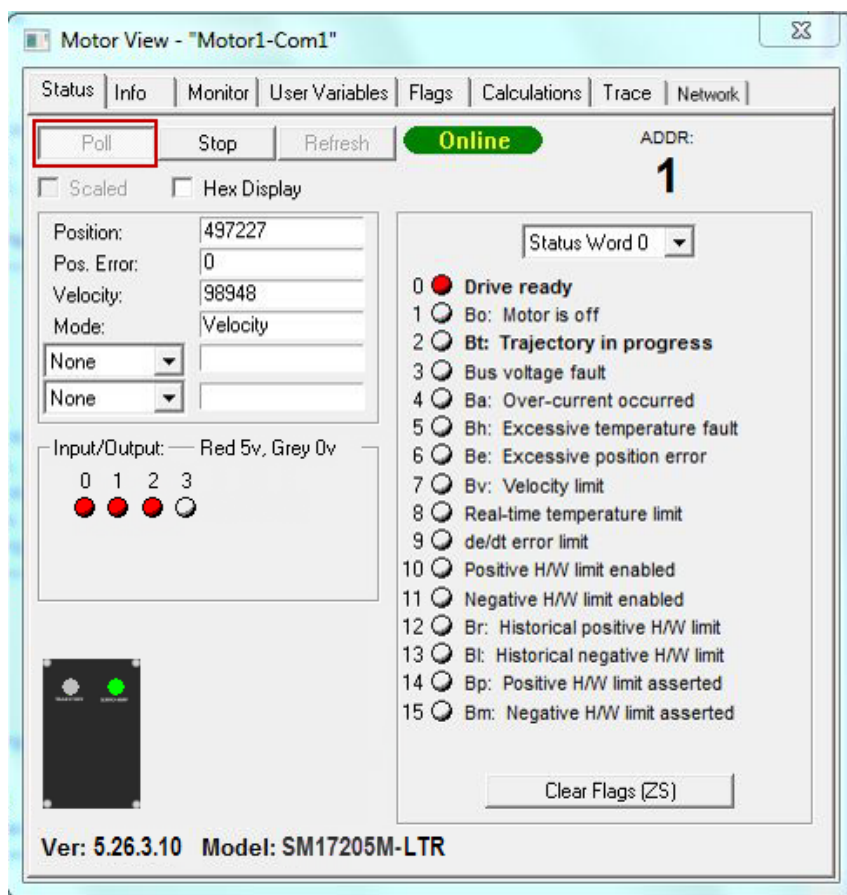 Motor View - "Motor1-Com1"
Status Info Monitor User Variables Flags Calculations Trace Network
Poll Stop Refresh Online ADDR:
1
Scaled Hex Display
Position: 497227
Pos. Error: 0
Velocity: 98948
Mode: Velocity
None
None
Input/Output: Red 5v, Grey 0v
0 1 2 3
Status Word 0
0 Drive ready
1 Bo: Motor is off
2 Bt: Trajectory in progress
3 Bus voltage fault
4 Ba: Over-current occurred
5 Bh: Excessive temperature fault
6 Be: Excessive position error
7 Bv: Velocity limit
8 Real-time temperature limit
9 de/dt error limit
10 Positive H/W limit enabled
11 Negative H/W limit enabled
12 Br: Historical positive H/W limit
13 Bl: Historical negative H/W limit
14 Bp: Positive H/W limit asserted
15 Bm: Negative H/W limit asserted
Clear Flags (ZS)
Ver: 5.26.3.10 Model: SM17205M-LTR